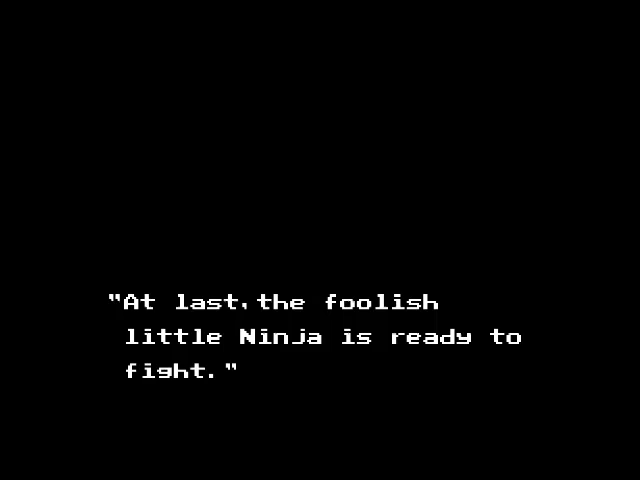 "At last,the foolish
little Ninja is ready to
fight."